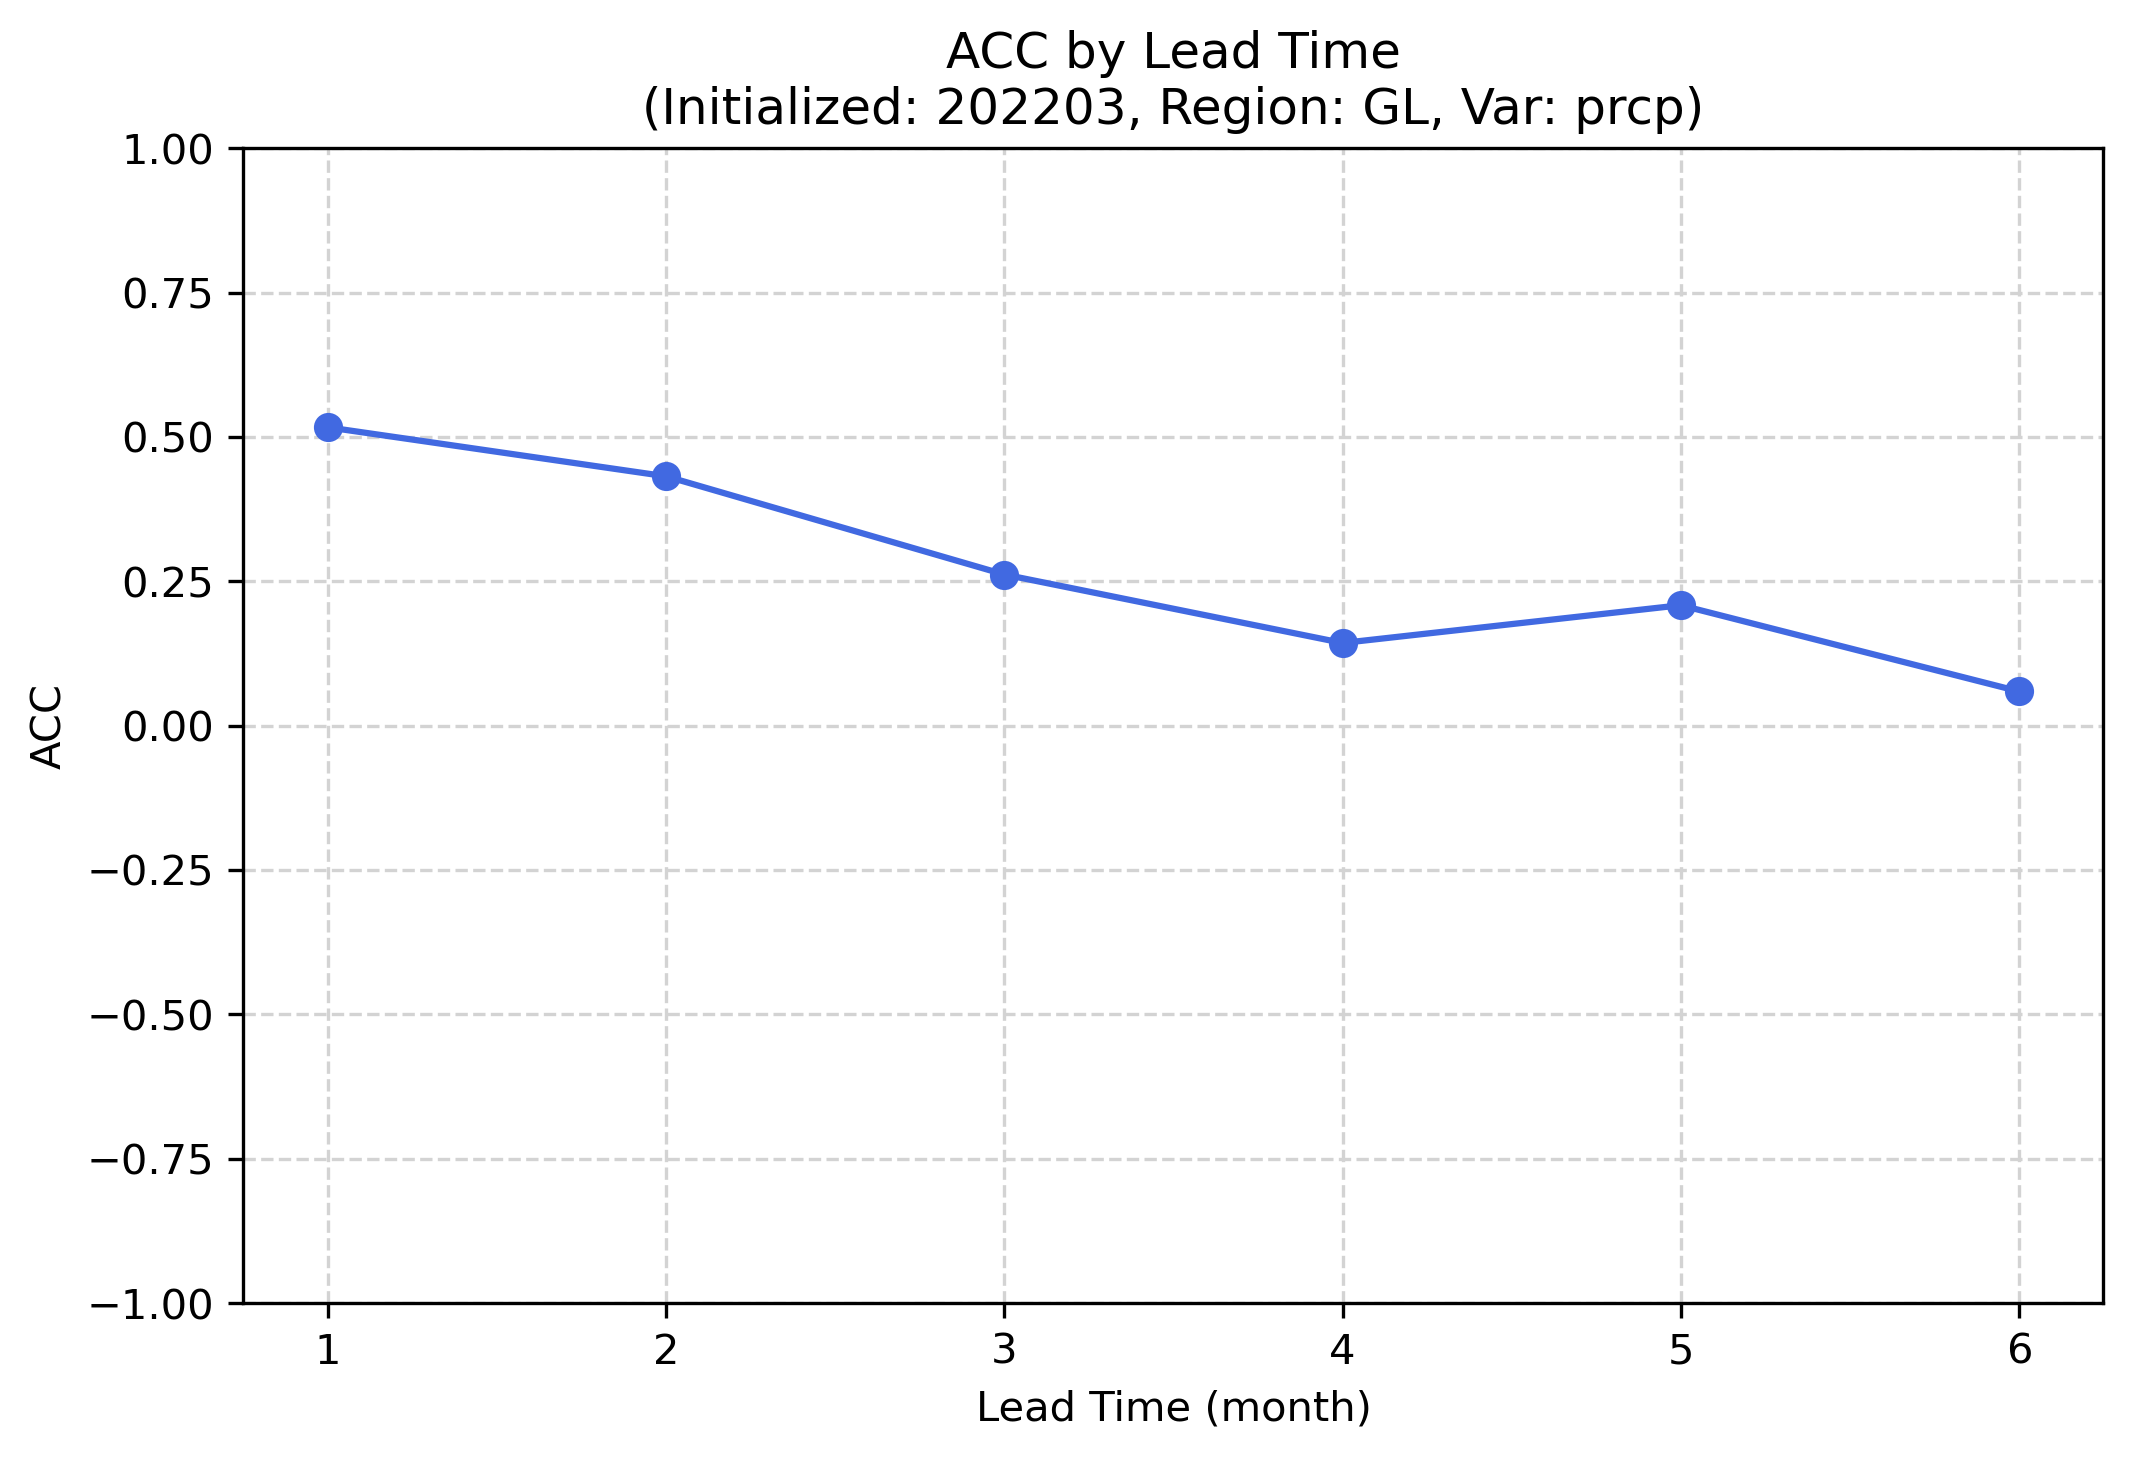 ACC by Lead Time
(Initialized: 202203, Region: GL, Var: prcp)
1.00
0.75
0.50
0.25
0.00
−0.25
−0.50
−0.75
−1.00
ACC
1 2 3 4 5 6
Lead Time (month)